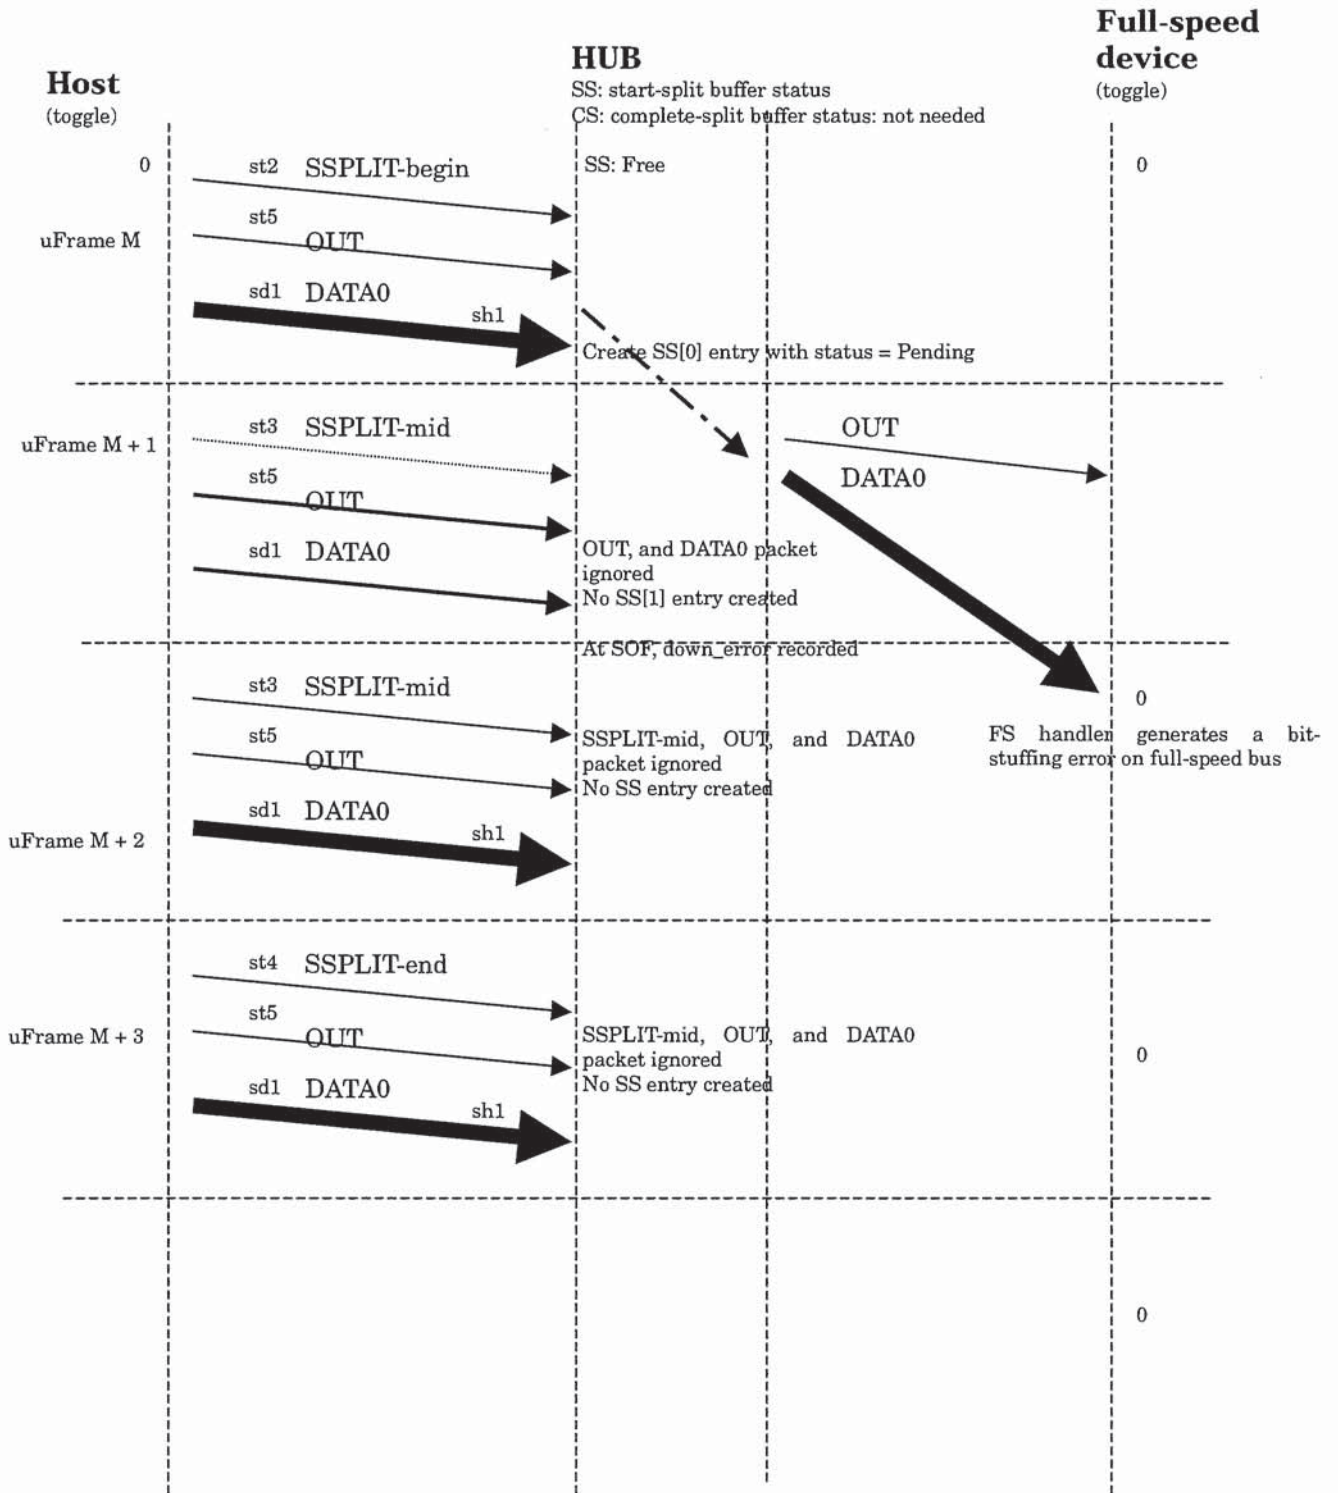 Full-speed
device
(toggle)
HUB
SS: start-split buffer status
CS: complete-split buffer status: not needed
Host
(toggle)
0
st2 SSPLIT-begin
SS: Free
0
st5
uFrame M
OUT
sd1 DATA0
sh1
Create SS[0] entry with status = Pending
st3 SSPLIT-mid
OUT
uFrame M + 1
st5
DATA0
OUT
sd1 DATA0
OUT, and DATA0 packet
ignored
No SS[1] entry created
At SOF, down_error recorded
st3 SSPLIT-mid
0
st5
SSPLIT-mid, OUT, and DATA0
packet ignored
No SS entry created
FS handler generates a bit-
stuffing error on full-speed bus
OUT
sd1 DATA0
sh1
uFrame M + 2
st4 SSPLIT-end
st5
uFrame M + 3
OUT
SSPLIT-mid, OUT, and DATA0
packet ignored
No SS entry created
0
sd1 DATA0
sh1
0